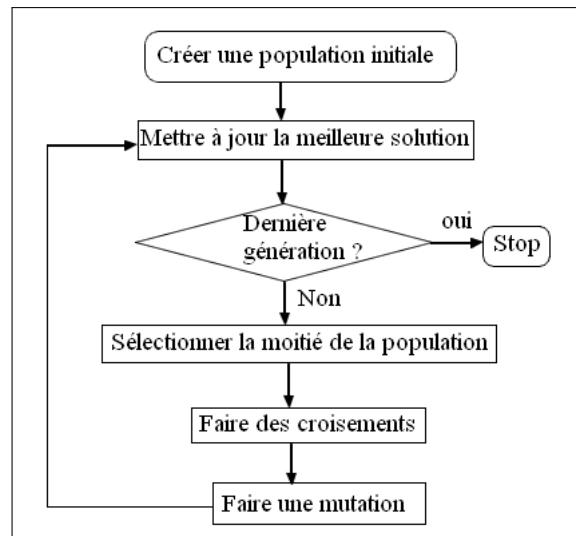 Créer une population initiale
Mettre à jour la meilleure solution
Dernière
génération ?
oui
Stop
Non
Sélectionner la moitié de la population
Faire des croisements
Faire une mutation